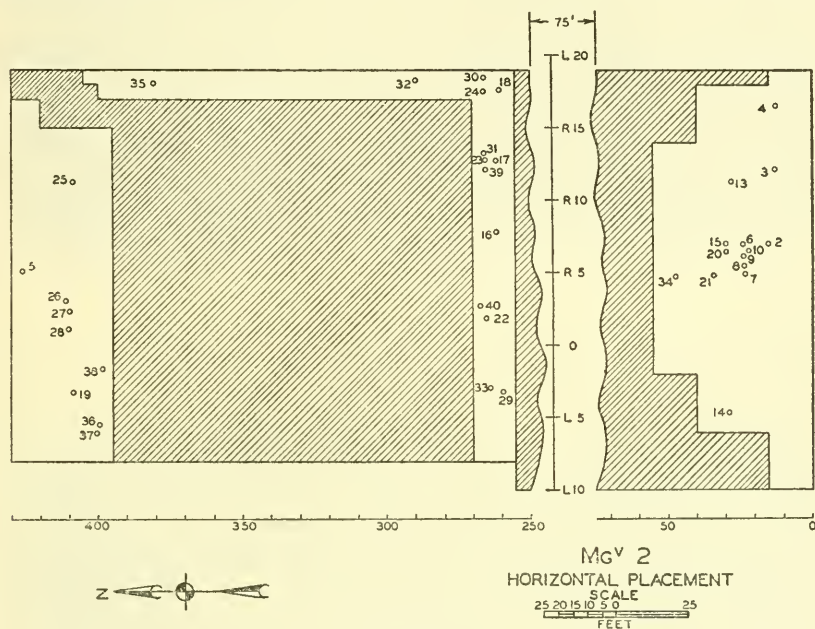 75'
L 20
30 18
35 32 24
4
R 15
31
23 17
39
3
25 13
R 10
16 15 6 2
20 10
9
8
5 R 5 34 21 7
26 40
27 22
28
0
38
33
19 29
14
L 5
36
37
L 10
400 350 300 250 50 0
Z
MGV 2
HORIZONTAL PLACEMENT
SCALE
25 20 15 10 5 0 25
FEET